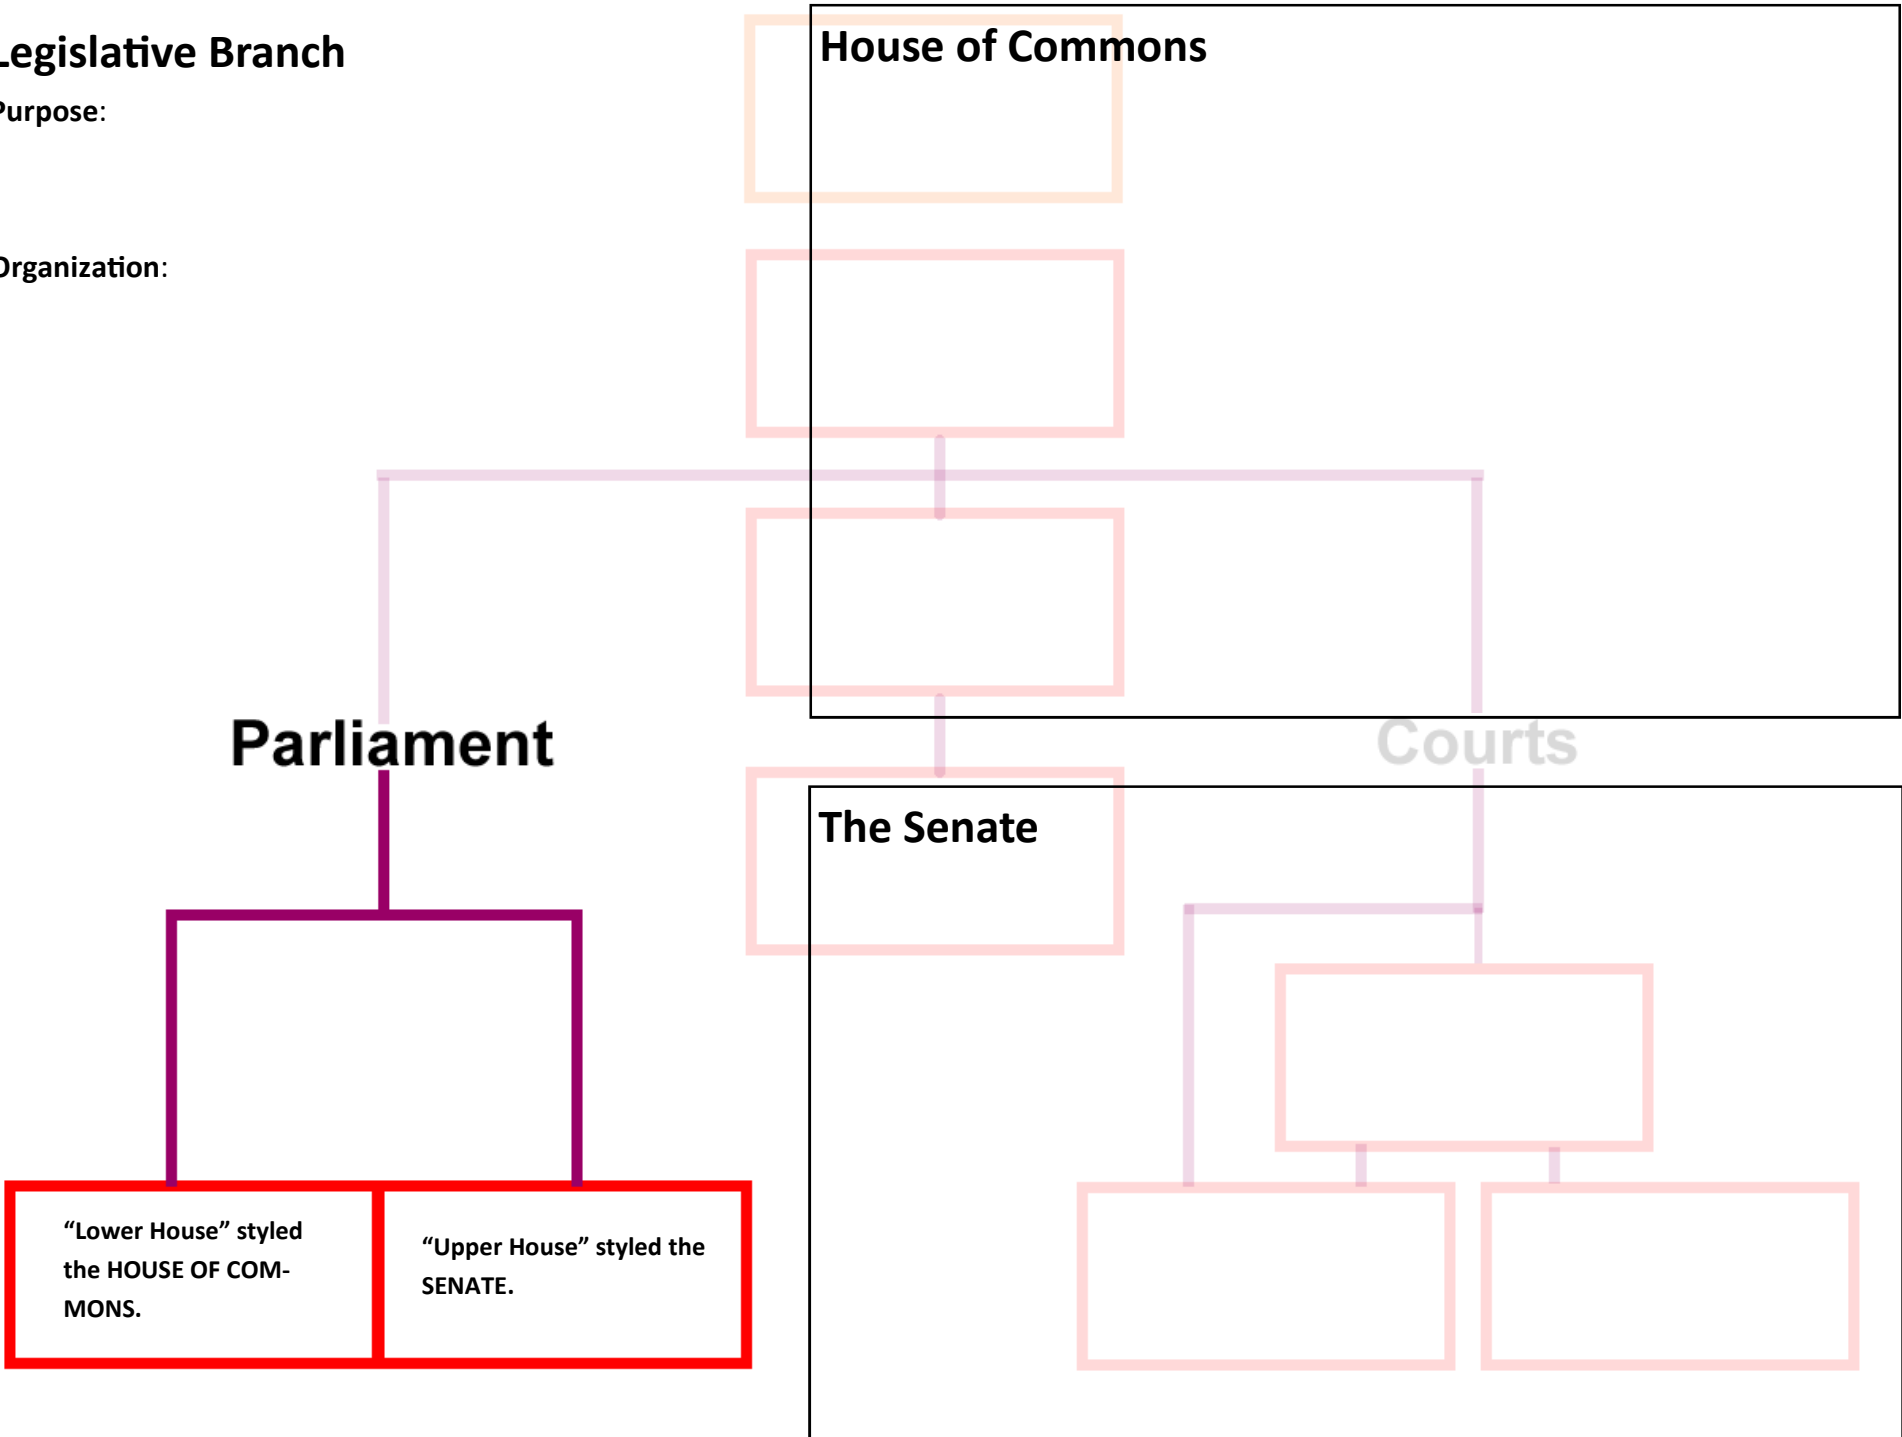 Legislative Branch
Purpose:
Organization:
House of Commons
Parliament
Courts
The Senate
“Lower House” styled
the HOUSE OF COM-
MONS.
“Upper House” styled the
SENATE.